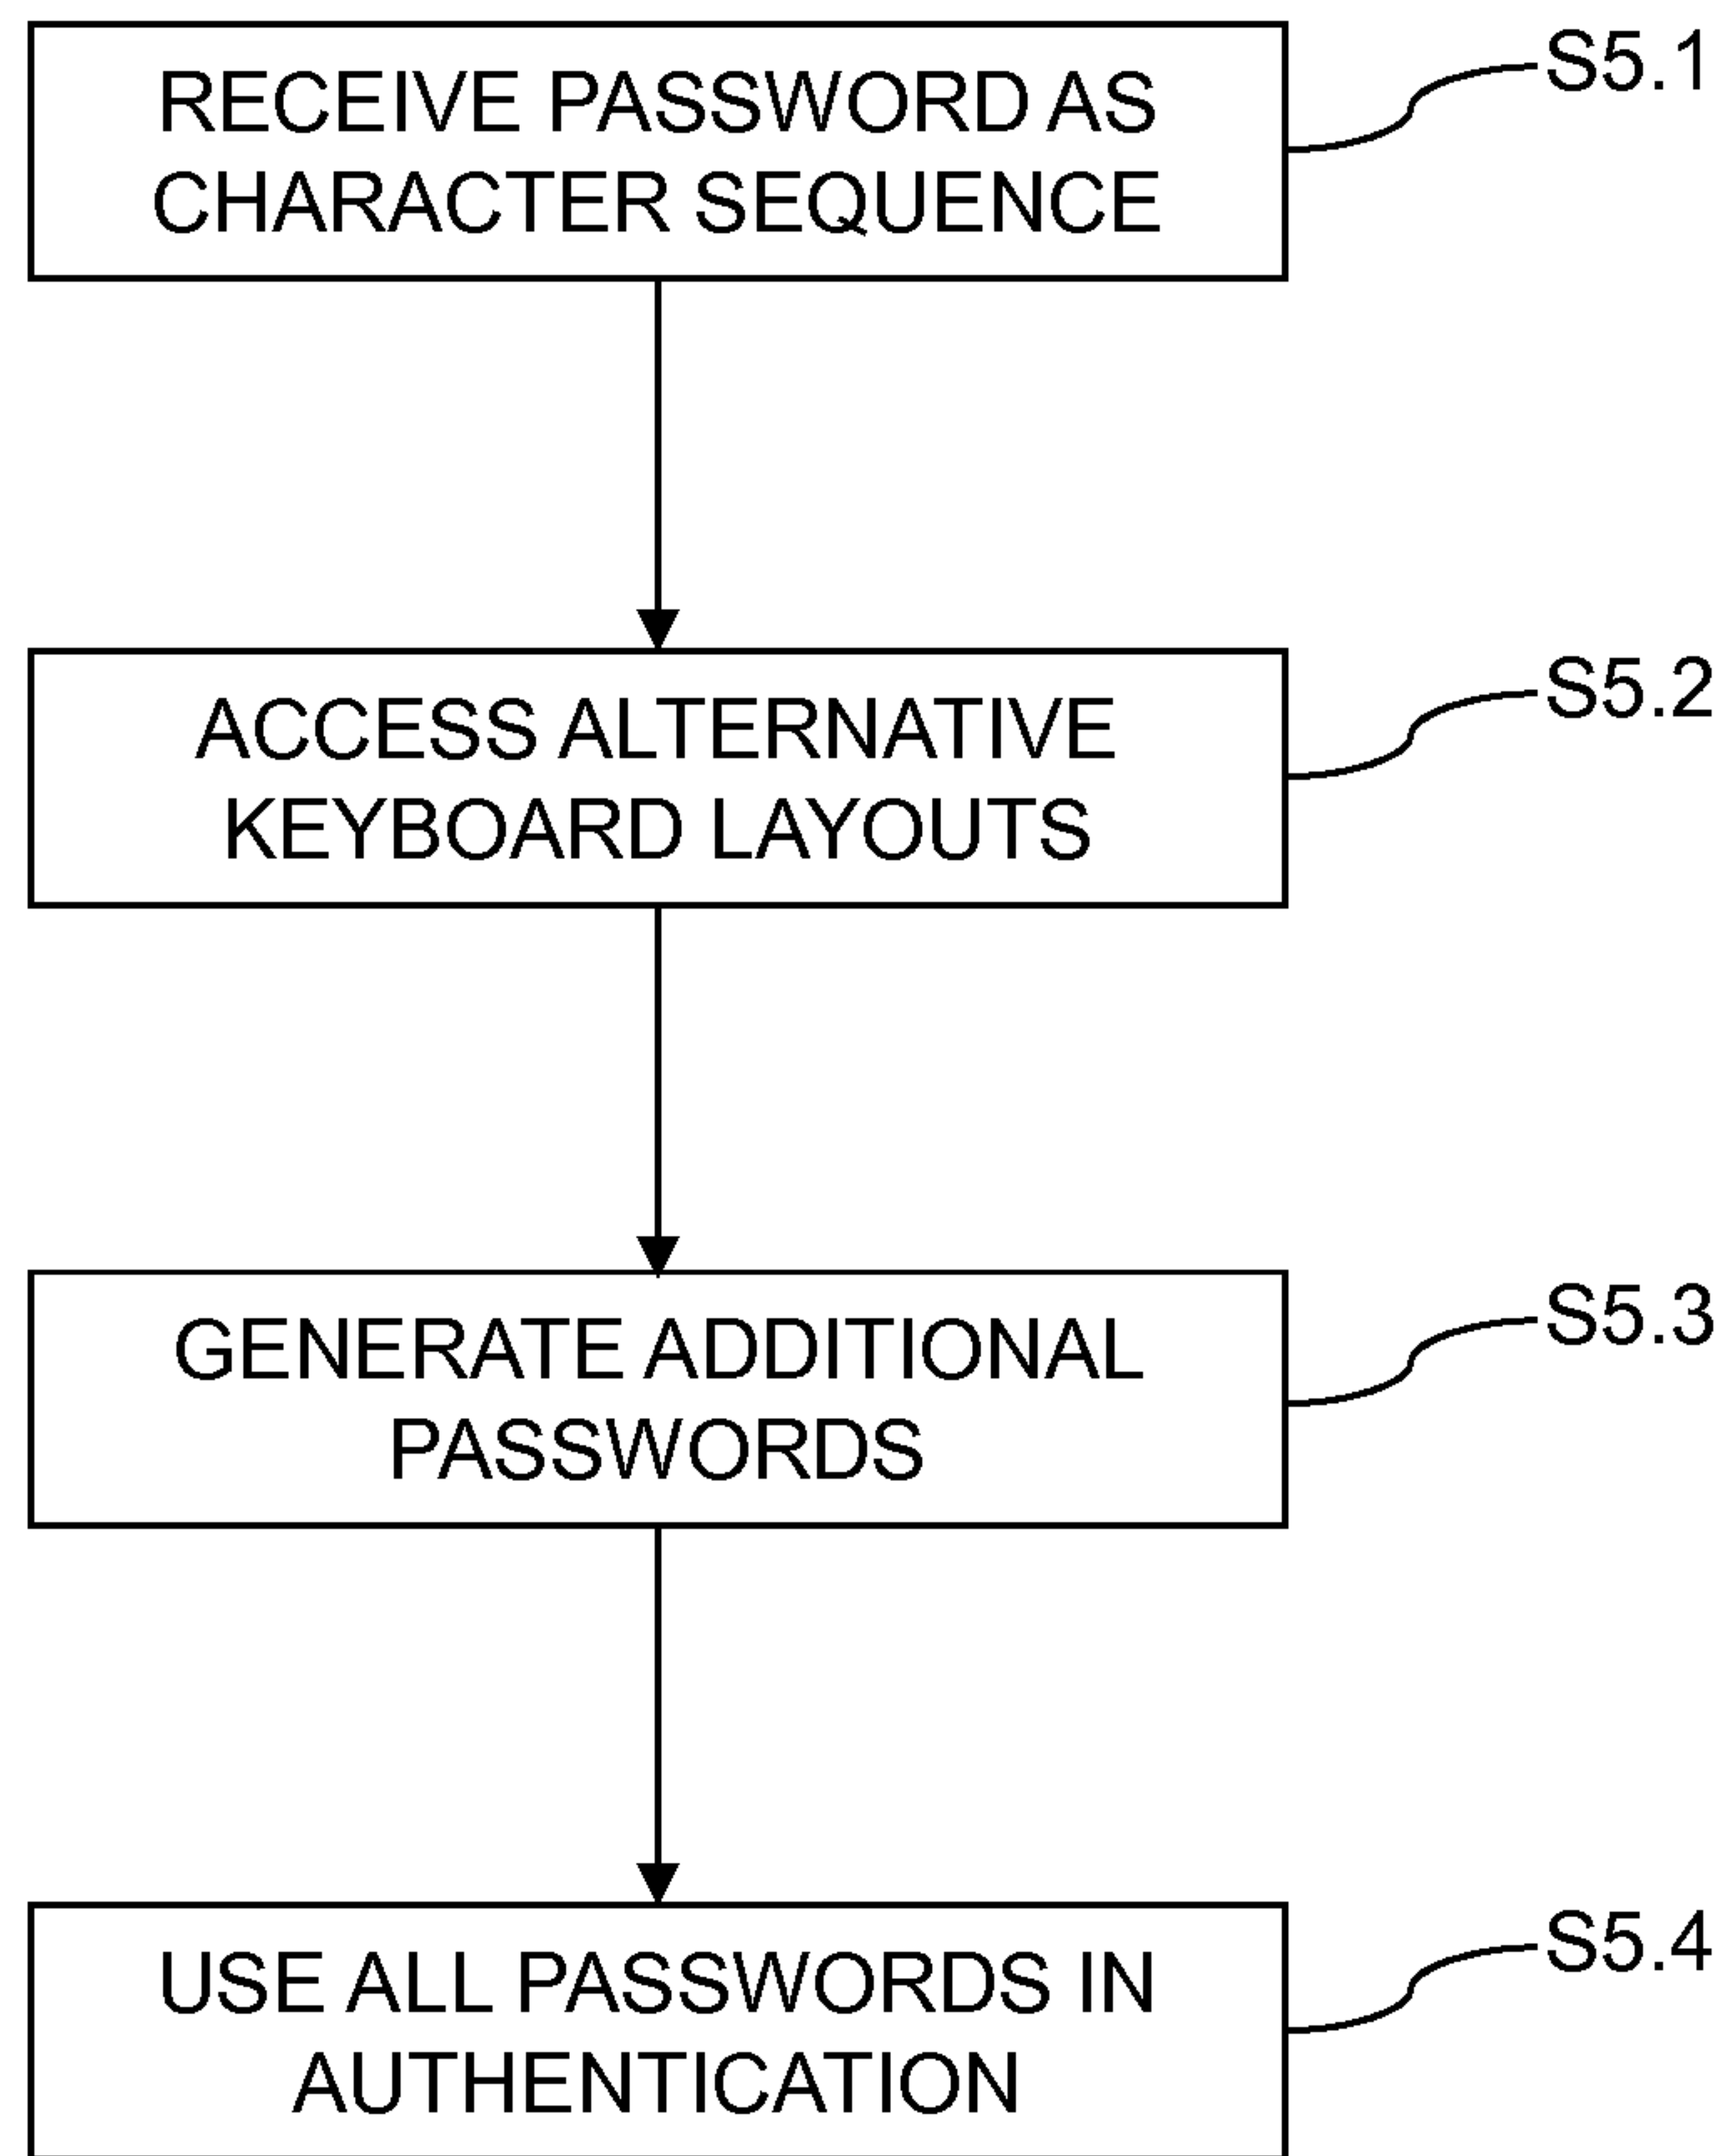 RECEIVE PASSWORD AS
CHARACTER SEQUENCE
S5.1
ACCESS ALTERNATIVE
KEYBOARD LAYOUTS
S5.2
GENERATE ADDITIONAL
PASSWORDS
S5.3
USE ALL PASSWORDS IN
AUTHENTICATION
S5.4